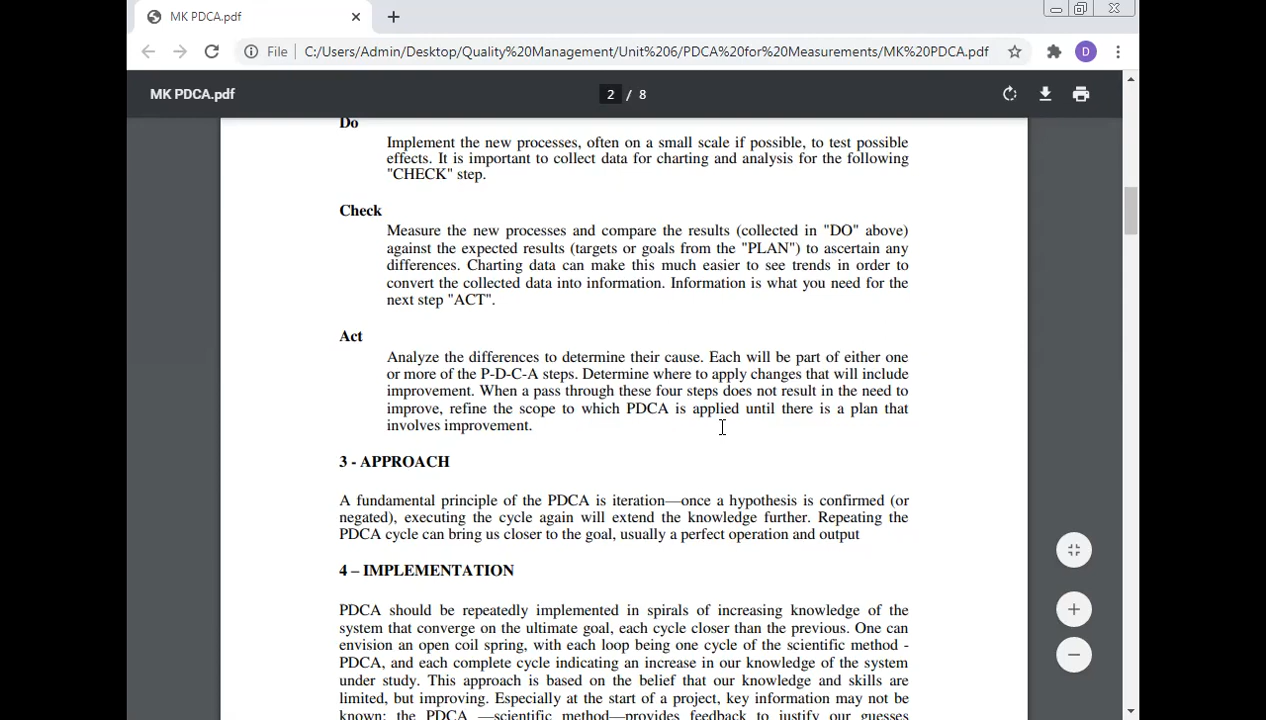 MK PDCA.pdf
File
C:/Users/Admin/Desktop/Quality%20Management/Unit%206/PDCA%20for%20Measurements/MK%20PDCA.pdf
D
MK PDCA.pdf
2 / 8
Do
Implement the new processes, often on a small scale if possible, to test possible
effects. It is important to collect data for charting and analysis for the following
"CHECK" step.
Check
Measure the new processes and compare the results (collected in "DO" above)
against the expected results (targets or goals from the "PLAN") to ascertain any
differences. Charting data can make this much easier to see trends in order to
convert the collected data into information. Information is what you need for the
next step "ACT".
Act
Analyze the differences to determine their cause. Each will be part of either one
or more of the P-D-C-A steps. Determine where to apply changes that will include
improvement. When a pass through these four steps does not result in the need to
improve, refine the scope to which PDCA is applied until there is a plan that
involves improvement.
3 - APPROACH
A fundamental principle of the PDCA is iteration—once a hypothesis is confirmed (or
negated), executing the cycle again will extend the knowledge further. Repeating the
PDCA cycle can bring us closer to the goal, usually a perfect operation and output
4 – IMPLEMENTATION
PDCA should be repeatedly implemented in spirals of increasing knowledge of the
system that converge on the ultimate goal, each cycle closer than the previous. One can
envision an open coil spring, with each loop being one cycle of the scientific method -
PDCA, and each complete cycle indicating an increase in our knowledge of the system
under study. This approach is based on the belief that our knowledge and skills are
limited, but improving. Especially at the start of a project, key information may not be
known; the PDCA —scientific method—provides feedback to justify our guesses